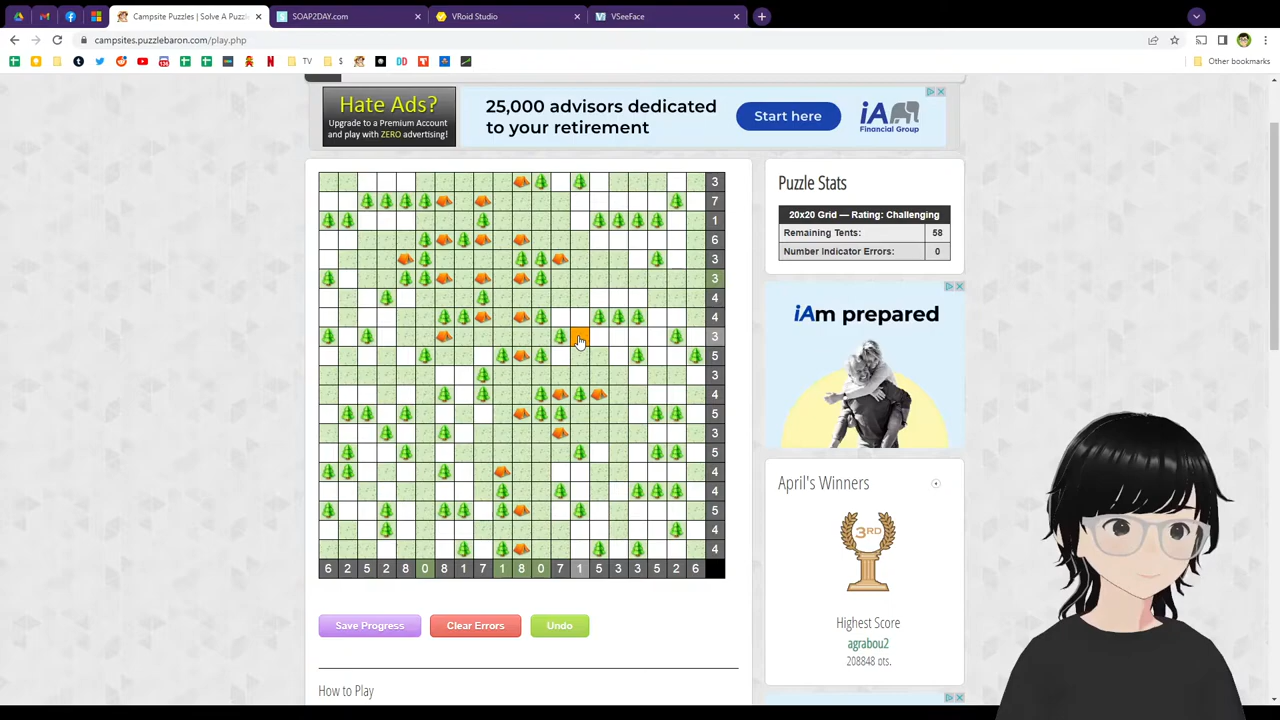 Campsite Puzzles | Solve A Puzzl
SOAP2DAY.com
VRoid Studio
VSeeFace
campsites.puzzlebaron.com/play.php
TV
$
DD
Other bookmarks
Hate Ads?
Upgrade to a Premium Account
and play with ZERO advertising!
25,000 advisors dedicated
to your retirement
Start here
iA
Financial Group
3
7
1
6
3
3
4
4
3
5
3
5
3
5
4
4
5
4
4
6 2 5 2 8 0 8 1 7 1 8 0 7 1 5 3 3 5 2 6
Save Progress
Clear Errors
Undo
How to Play
Puzzle Stats
20x20 Grid — Rating: Challenging
Remaining Tents: 58
Number Indicator Errors: 0
iAm prepared
April's Winners
3RD
Highest Score
agrabou2
208848 pts.